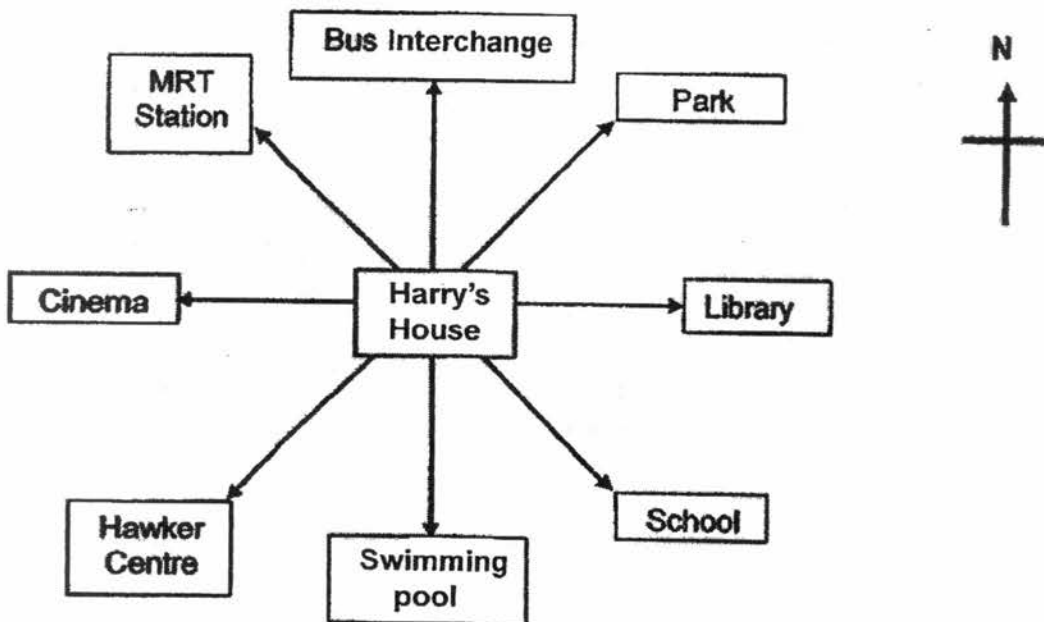 Bus Interchange
N
MRT
Station
Park
Cinema
Harry's
House
Library
Hawker
Centre
Swimming
pool
School